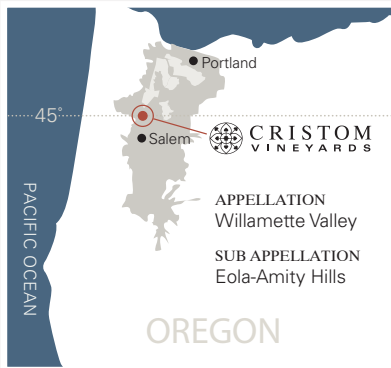 Portland
45°
Salem
CRISTOM
VINEYARDS
PACIFIC OCEAN
APPELLATION
Willamette Valley
SUB APPELLATION
Eola-Amity Hills
OREGON